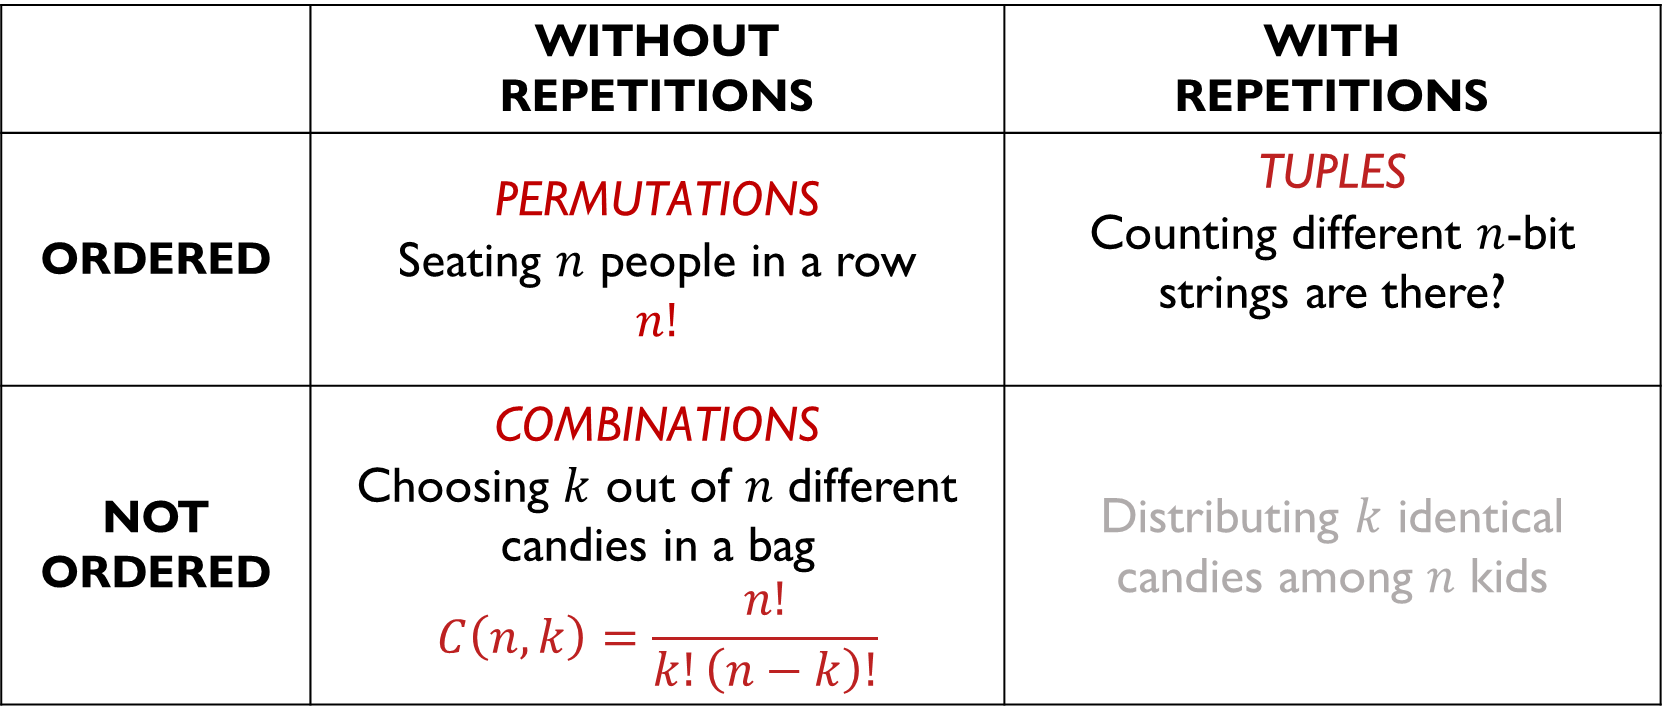 WITHOUT
REPETITIONS
WITH
REPETITIONS
ORDERED
PERMUTATIONS
Seating n people in a row
n!
TUPLES
Counting different n-bit
strings are there?
NOT
ORDERED
COMBINATIONS
Choosing k out of n different
candies in a bag
C(n, k) = n! / k! (n − k)!
Distributing k identical
candies among n kids